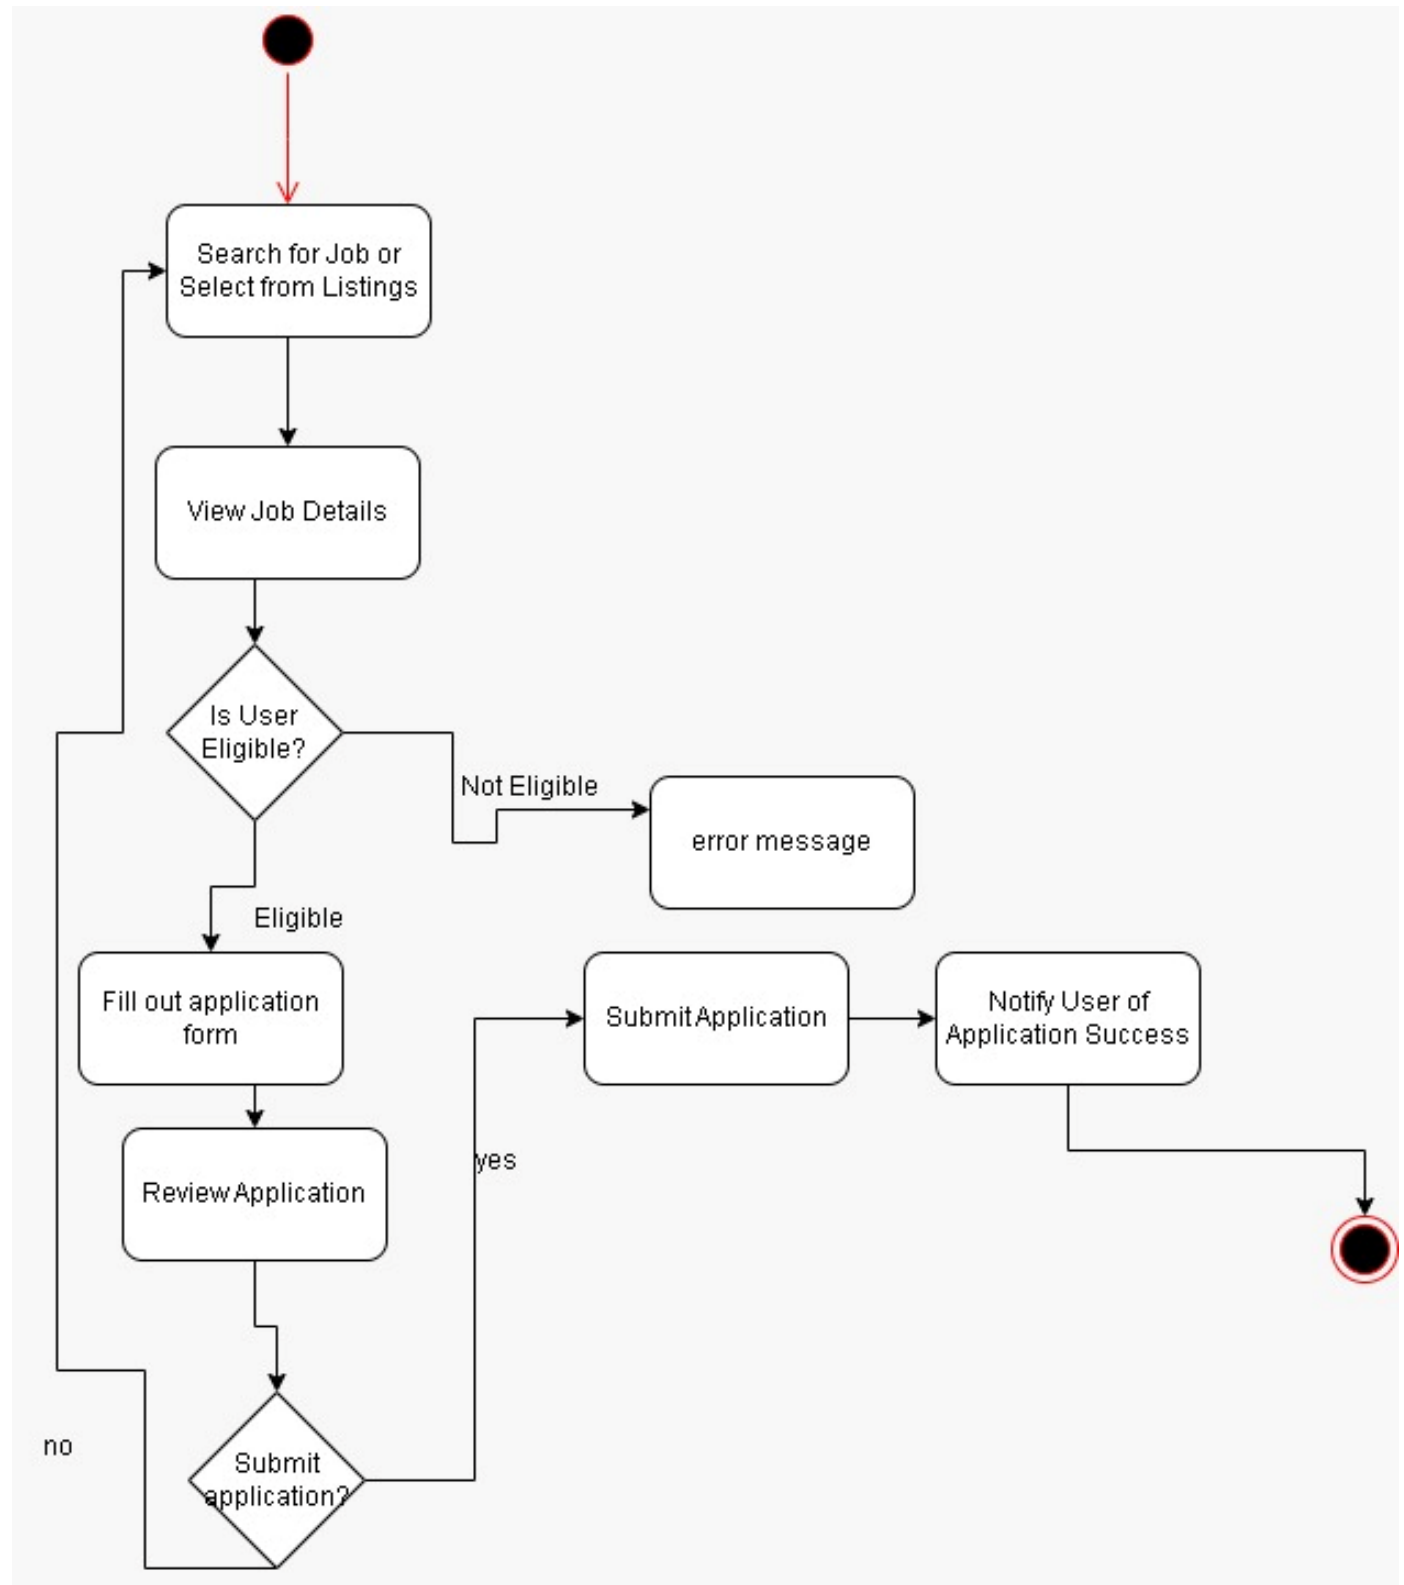 Search for Job or
Select from Listings
View Job Details
Is User
Eligible?
Not Eligible
error message
Eligible
Fill out application
form
Submit Application
Notify User of
Application Success
Review Application
yes
no
Submit
application?